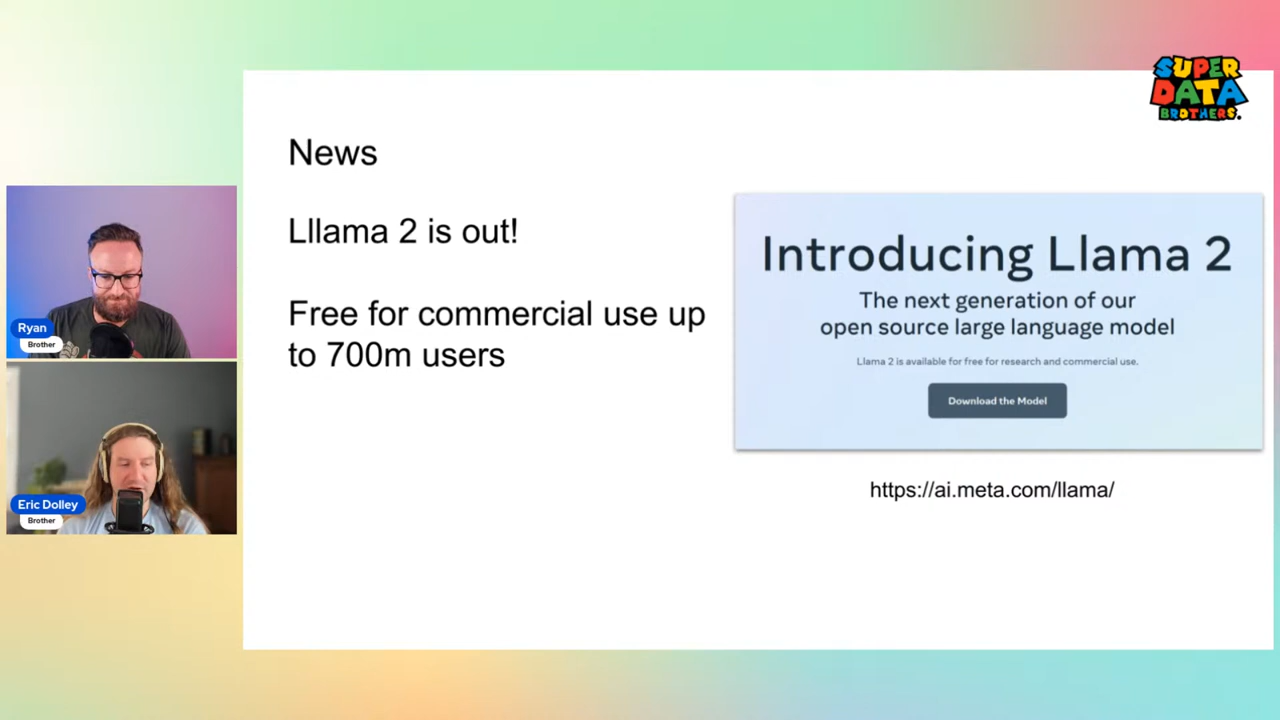 SUPER
DATA
BROTHERS.
News
Lllama 2 is out!
Free for commercial use up
to 700m users
Introducing Llama 2
The next generation of our
open source large language model
Llama 2 is available for free for research and commercial use.
Download the Model
https://ai.meta.com/llama/
Ryan
Brother
Eric Dolley
Brother